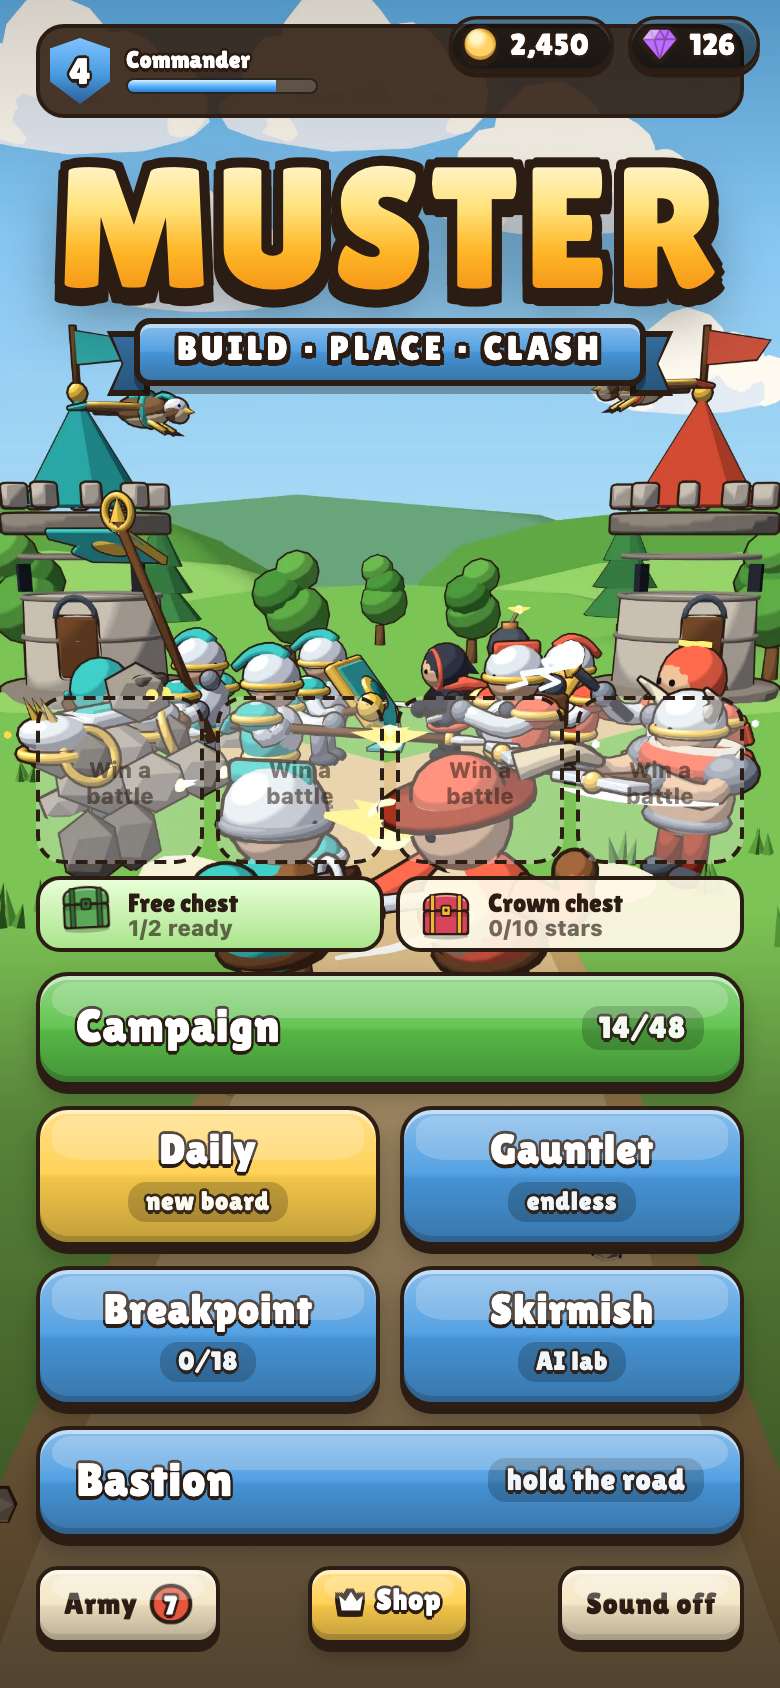 4
Commander
2,450
126
MUSTER
BUILD · PLACE · CLASH
Win a
battle
Win a
battle
Win a
battle
Win a
battle
Free chest
1/2 ready
Crown chest
0/10 stars
Campaign
14/48
Daily
new board
Gauntlet
endless
Breakpoint
0/18
Skirmish
AI lab
Bastion
hold the road
Army
7
Shop
Sound off